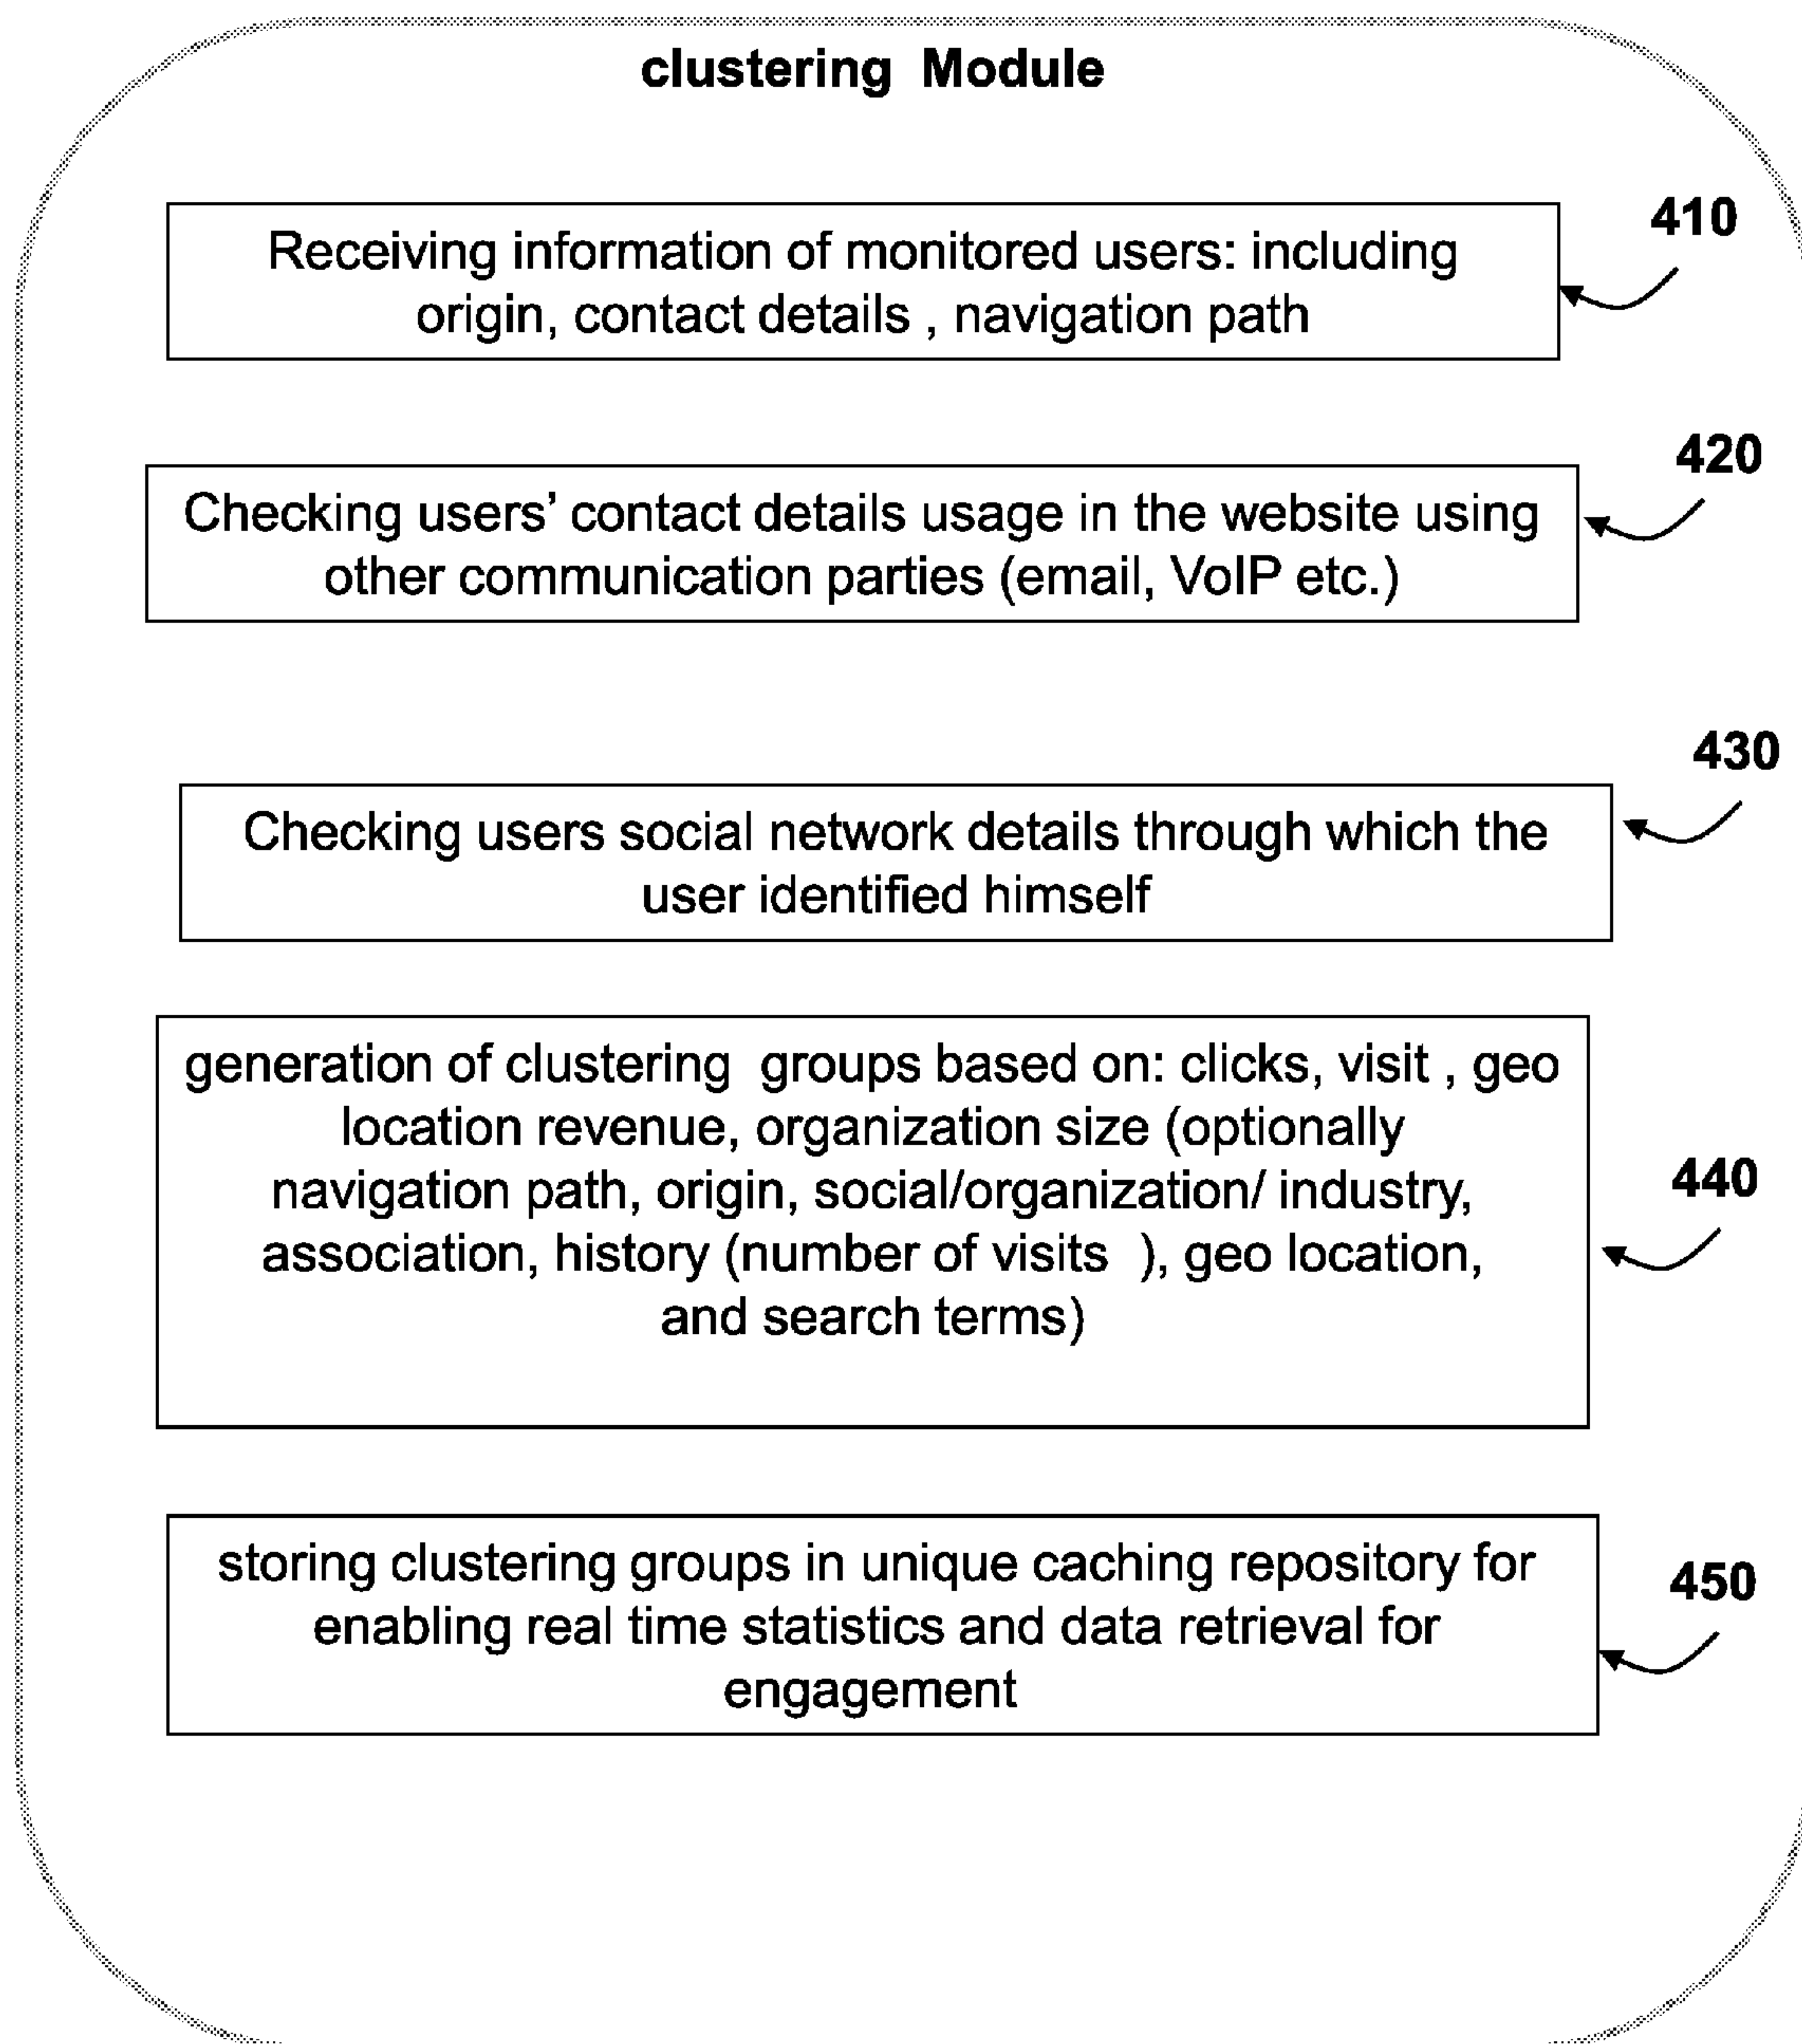 clustering Module
410
Receiving information of monitored users: including
origin, contact details , navigation path
420
Checking users’ contact details usage in the website using
other communication parties (email, VoIP etc.)
430
Checking users social network details through which the
user identified himself
generation of clustering groups based on: clicks, visit , geo
location revenue, organization size (optionally
navigation path, origin, social/organization/ industry,
association, history (number of visits ), geo location,
and search terms)
440
storing clustering groups in unique caching repository for
enabling real time statistics and data retrieval for
engagement
450